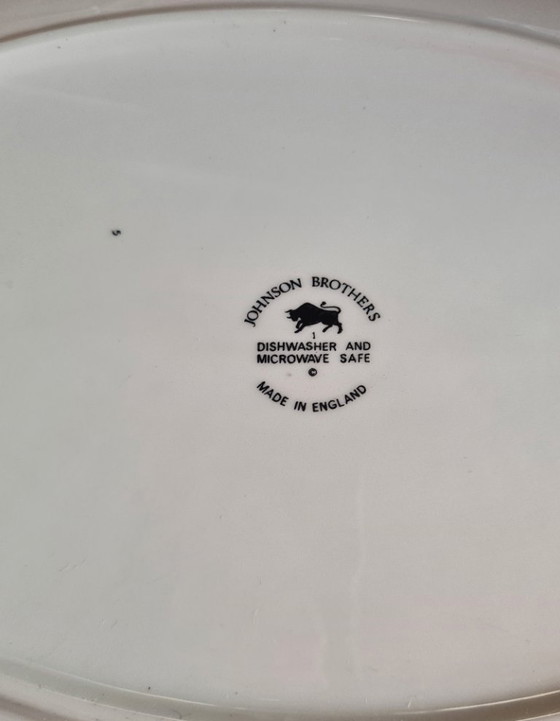 JOHNSON BROTHERS
1
DISHWASHER AND
MICROWAVE SAFE
©
MADE IN ENGLAND